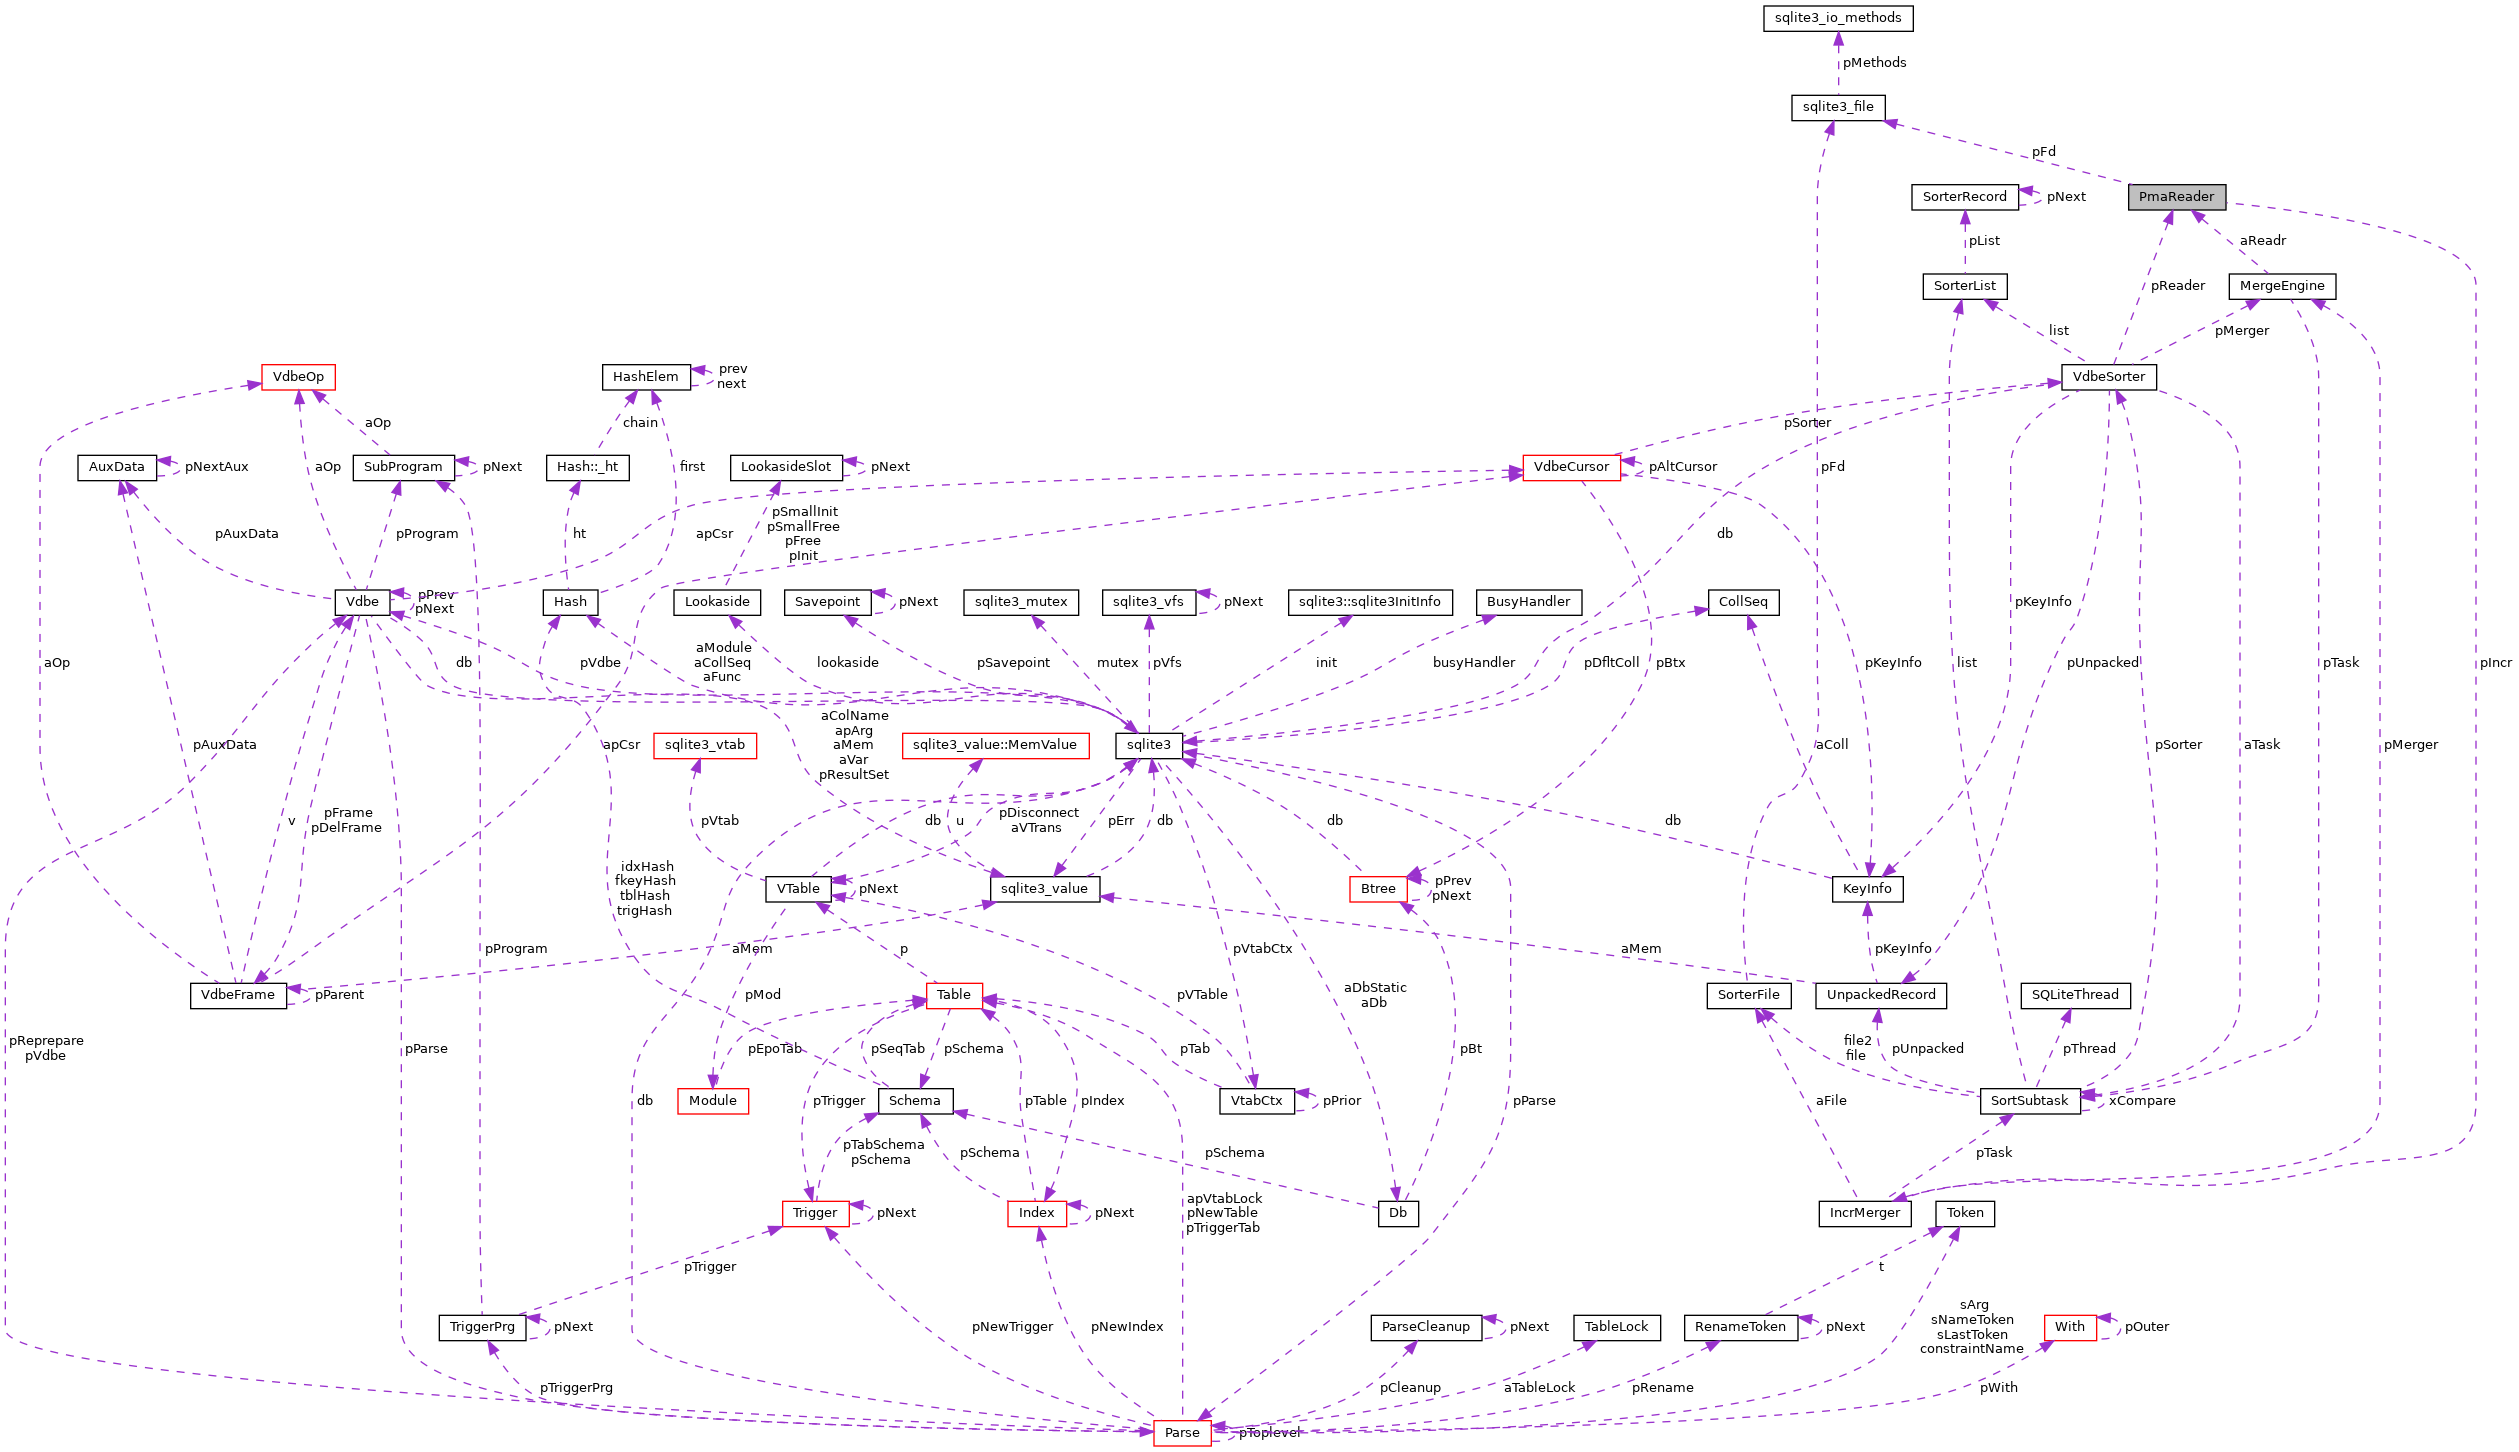 sqlite3_io_methods
pMethods
sqlite3_file
pFd
SorterRecord
pNext
PmaReader
pList
aReadr
SorterList
pReader
MergeEngine
list
pMerger
VdbeOp
HashElem
prev
next
VdbeSorter
aOp
chain
pSorter
AuxData
pNextAux
aOp
SubProgram
pNext
Hash::_ht
first
LookasideSlot
pNext
VdbeCursor
pAltCursor
pFd
pAuxData
pProgram
ht
apCsr
pSmallInit
pSmallFree
pFree
pInit
db
Vdbe
pPrev
pNext
Hash
Lookaside
Savepoint
pNext
sqlite3_mutex
sqlite3_vfs
pNext
sqlite3::sqlite3InitInfo
BusyHandler
CollSeq
pKeyInfo
aOp
db
pVdbe
aModule
aCollSeq
aFunc
lookaside
pSavepoint
mutex
pVfs
init
busyHandler
pDfltColl
pBtx
pKeyInfo
list
pUnpacked
pTask
pIncr
pAuxData
apCsr
sqlite3_vtab
aColName
apArg
aMem
aVar
pResultSet
sqlite3_value::MemValue
sqlite3
aColl
pSorter
aTask
pMerger
v
pFrame
pDelFrame
pVtab
db
u
pDisconnect
aVTrans
pErr
db
db
db
idxHash
fkeyHash
tblHash
trigHash
VTable
pNext
sqlite3_value
Btree
pPrev
pNext
KeyInfo
pProgram
aMem
p
pVtabCtx
aMem
pKeyInfo
VdbeFrame
pParent
pMod
Table
pVTable
aDbStatic
aDb
SorterFile
UnpackedRecord
SQLiteThread
pReprepare
pVdbe
pParse
pEpoTab
pSeqTab
pSchema
pTab
pBt
file2
file
pUnpacked
pThread
db
Module
pTrigger
Schema
pTable
pIndex
VtabCtx
pPrior
pParse
aFile
SortSubtask
xCompare
pTabSchema
pSchema
pSchema
pSchema
pTask
Trigger
pNext
Index
pNext
apVtabLock
pNewTable
pTriggerTab
Db
IncrMerger
Token
pTrigger
t
TriggerPrg
pNext
pNewTrigger
pNewIndex
ParseCleanup
pNext
TableLock
RenameToken
pNext
sArg
sNameToken
sLastToken
constraintName
With
pOuter
pTriggerPrg
pCleanup
aTableLock
pRename
pWith
Parse
pToplevel